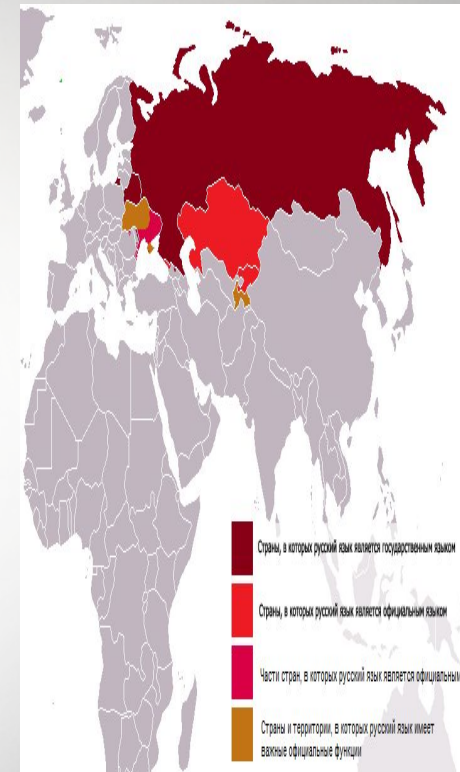 Страны, в которых русский язык является государственным языком
Страны, в которых русский язык является официальным языком
Части стран, в которых русский язык является официальным
Страны и территории, в которых русский язык имеет
важные официальные функции